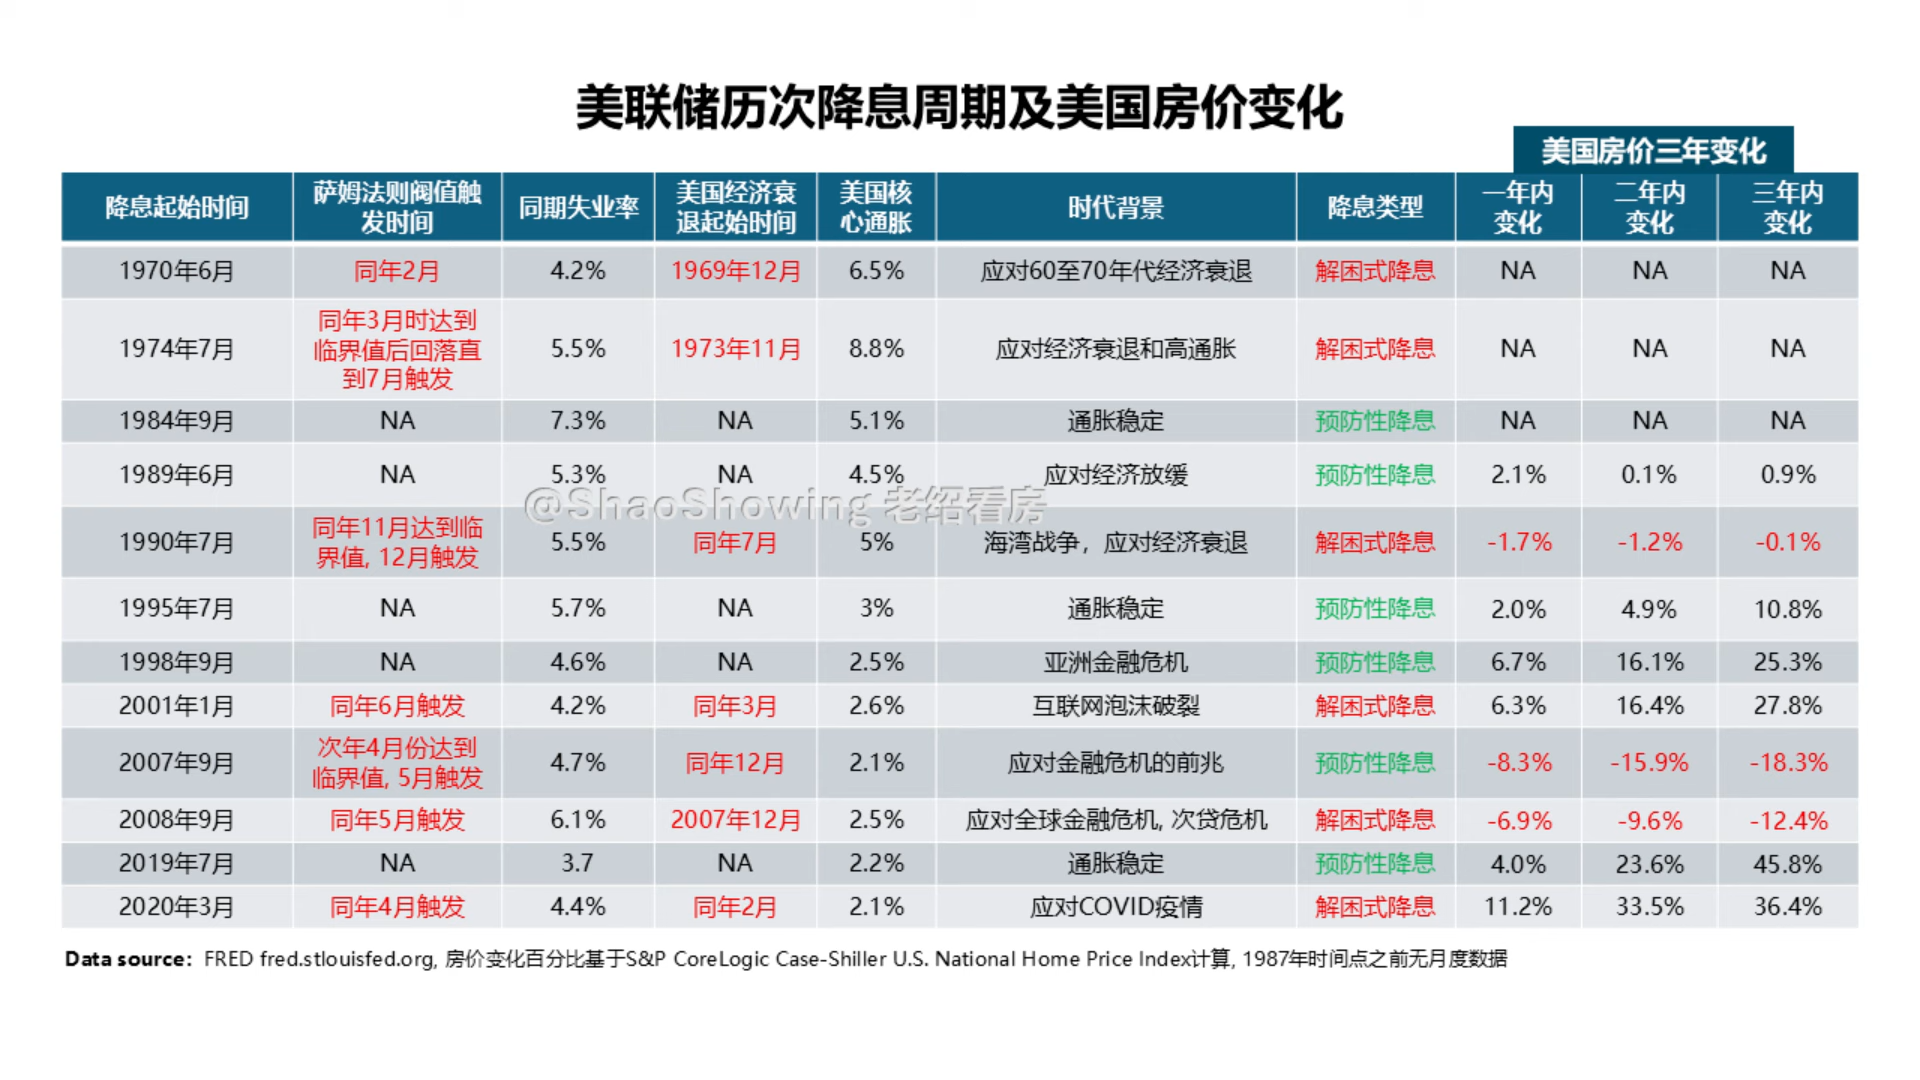 美联储历次降息周期及美国房价变化
美国房价三年变化
降息起始时间 萨姆法则阀值触发时间 同期失业率 美国经济衰退起始时间 美国核心通胀 时代背景 降息类型 一年内变化 二年内变化 三年内变化
1970年6月 同年2月 4.2% 1969年12月 6.5% 应对60至70年代经济衰退 解困式降息 NA NA NA
1974年7月 同年3月时达到临界值后回落直到7月触发 5.5% 1973年11月 8.8% 应对经济衰退和高通胀 解困式降息 NA NA NA
1984年9月 NA 7.3% NA 5.1% 通胀稳定 预防性降息 NA NA NA
1989年6月 NA 5.3% NA 4.5% 应对经济放缓 预防性降息 2.1% 0.1% 0.9%
@ShaoShowing 老绍看房
1990年7月 同年11月达到临界值, 12月触发 5.5% 同年7月 5% 海湾战争，应对经济衰退 解困式降息 -1.7% -1.2% -0.1%
1995年7月 NA 5.7% NA 3% 通胀稳定 预防性降息 2.0% 4.9% 10.8%
1998年9月 NA 4.6% NA 2.5% 亚洲金融危机 预防性降息 6.7% 16.1% 25.3%
2001年1月 同年6月触发 4.2% 同年3月 2.6% 互联网泡沫破裂 解困式降息 6.3% 16.4% 27.8%
2007年9月 次年4月份达到临界值, 5月触发 4.7% 同年12月 2.1% 应对金融危机的前兆 预防性降息 -8.3% -15.9% -18.3%
2008年9月 同年5月触发 6.1% 2007年12月 2.5% 应对全球金融危机, 次贷危机 解困式降息 -6.9% -9.6% -12.4%
2019年7月 NA 3.7 NA 2.2% 通胀稳定 预防性降息 4.0% 23.6% 45.8%
2020年3月 同年4月触发 4.4% 同年2月 2.1% 应对COVID疫情 解困式降息 11.2% 33.5% 36.4%
Data source: FRED fred.stlouisfed.org, 房价变化百分比基于S&P CoreLogic Case-Shiller U.S. National Home Price Index计算, 1987年时间点之前无月度数据